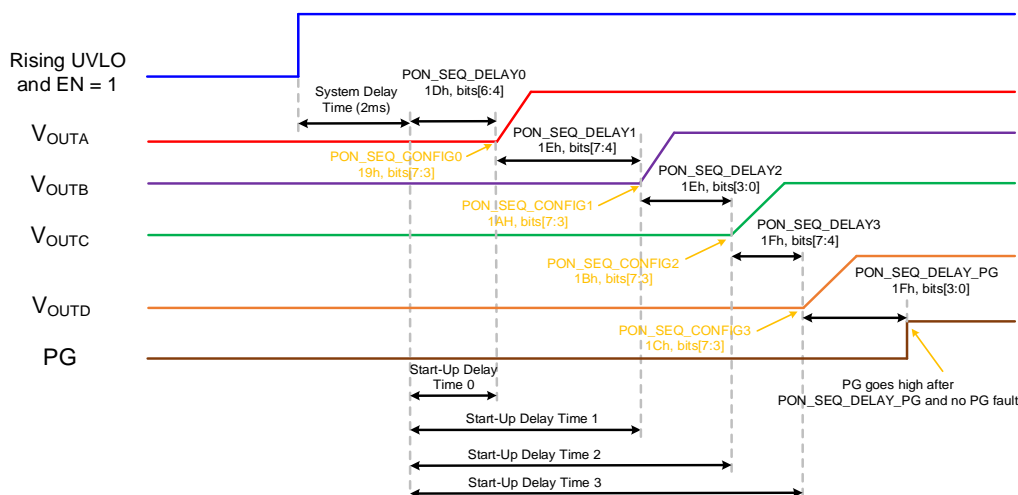 Rising UVLO
and EN = 1
System Delay
Time (2ms)
PON_SEQ_DELAY0
1Dh, bits[6:4]
VOUTA
PON_SEQ_CONFIG0
19h, bits[7:3]
PON_SEQ_DELAY1
1Eh, bits[7:4]
VOUTB
PON_SEQ_CONFIG1
1AH, bits[7:3]
PON_SEQ_DELAY2
1Eh, bits[3:0]
VOUTC
PON_SEQ_CONFIG2
1Bh, bits[7:3]
PON_SEQ_DELAY3
1Fh, bits[7:4]
VOUTD
PON_SEQ_CONFIG3
1Ch, bits[7:3]
PON_SEQ_DELAY_PG
1Fh, bits[3:0]
PG
PG goes high after
PON_SEQ_DELAY_PG and no PG fault
Start-Up Delay
Time 0
Start-Up Delay Time 1
Start-Up Delay Time 2
Start-Up Delay Time 3